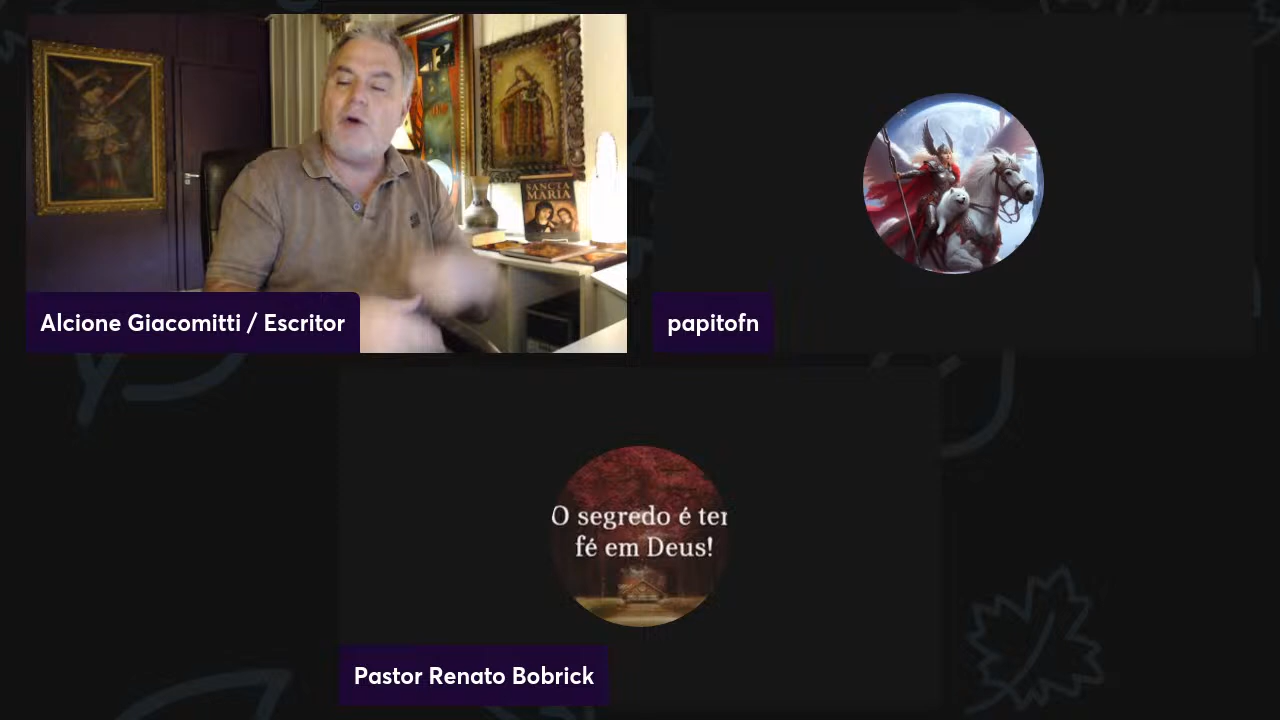 SANCTA
MARIA
Alcione Giacomitti / Escritor
papitofn
O segredo é ter
fé em Deus!
Pastor Renato Bobrick